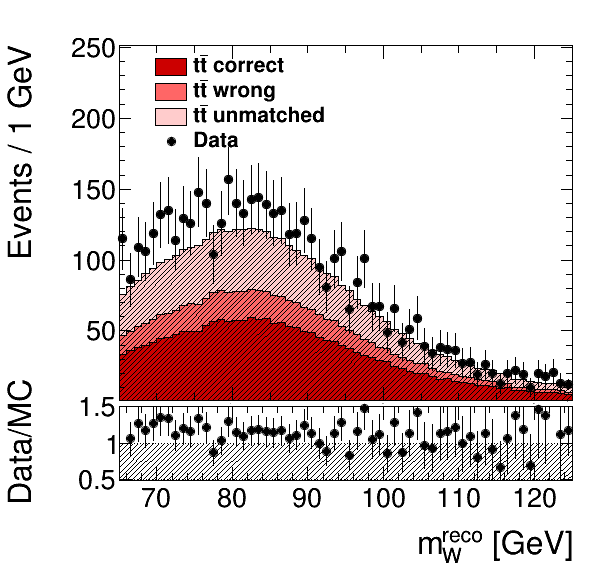 Events / 1 GeV
250
200
150
100
50
tt̄ correct
tt̄ wrong
tt̄ unmatched
Data
Data/MC
1.5
1
0.5
70 80 90 100 110 120
m_W^reco [GeV]